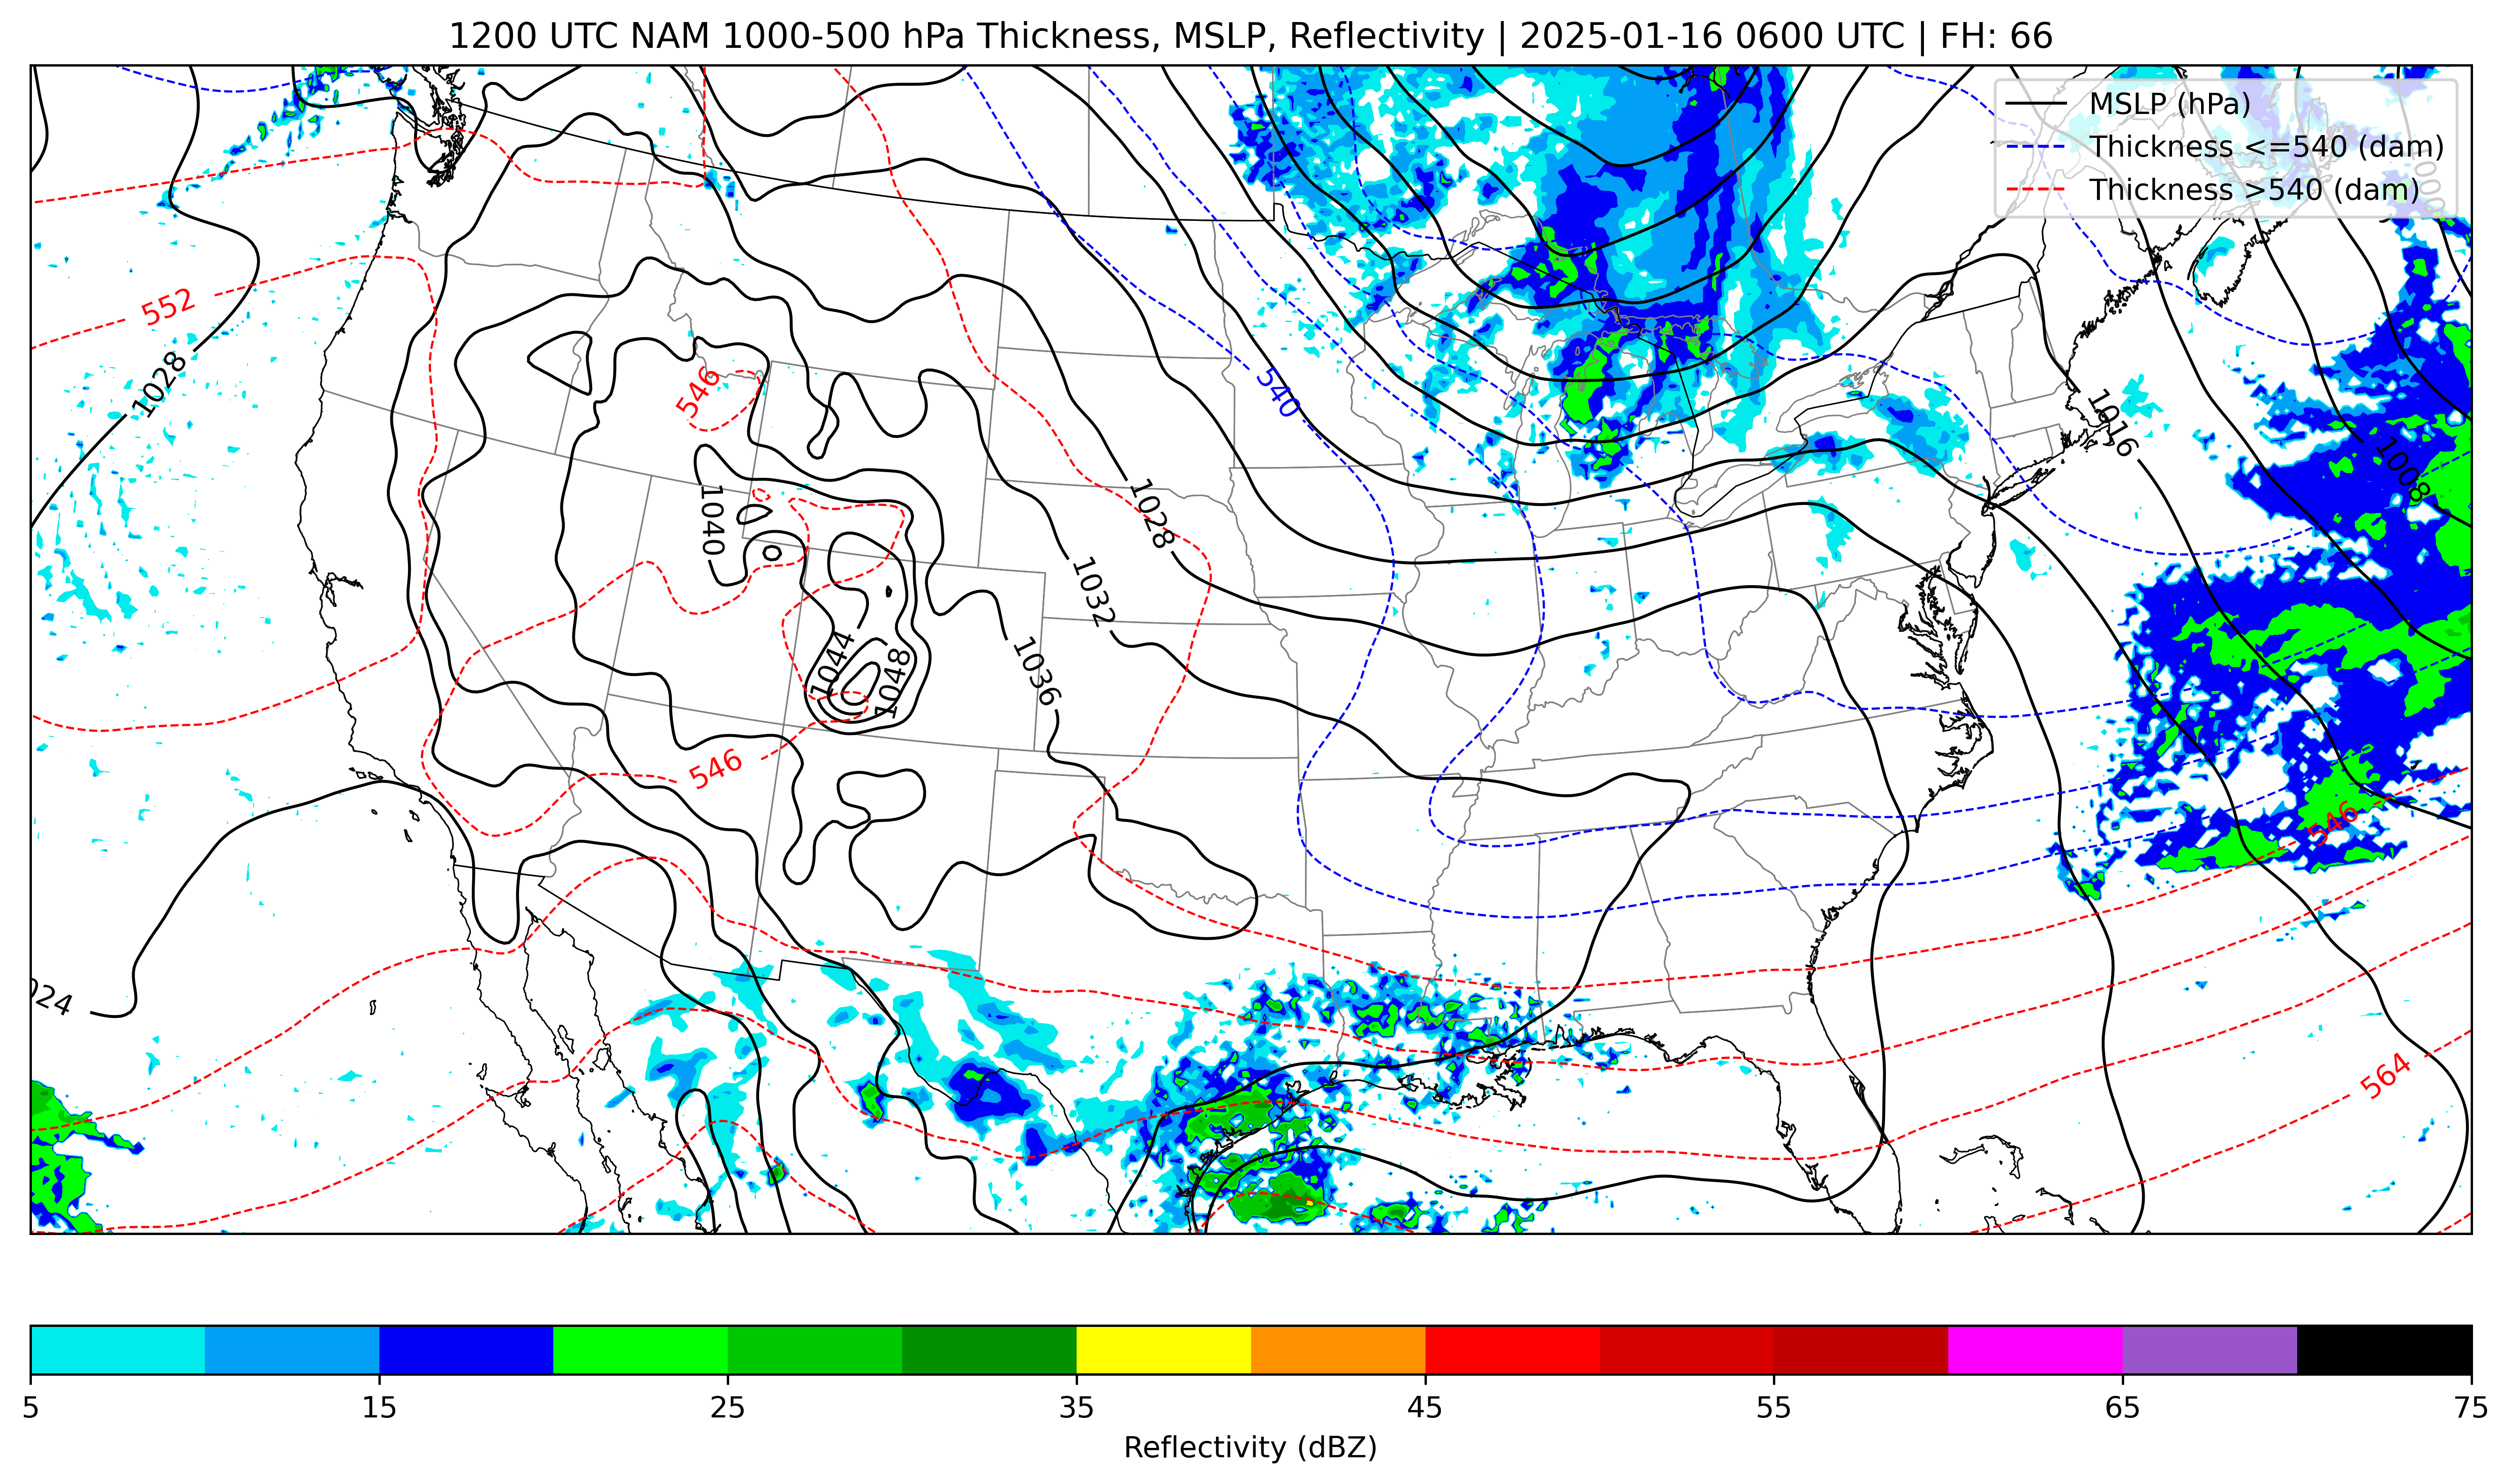 1200 UTC NAM 1000-500 hPa Thickness, MSLP, Reflectivity | 2025-01-16 0600 UTC | FH: 66
MSLP (hPa)
Thickness <=540 (dam)
Thickness >540 (dam)
552
1028
546
540
1016
1008
1040
1028
1032
1044
1048
1036
546
546
024
564
5 15 25 35 45 55 65 75
Reflectivity (dBZ)